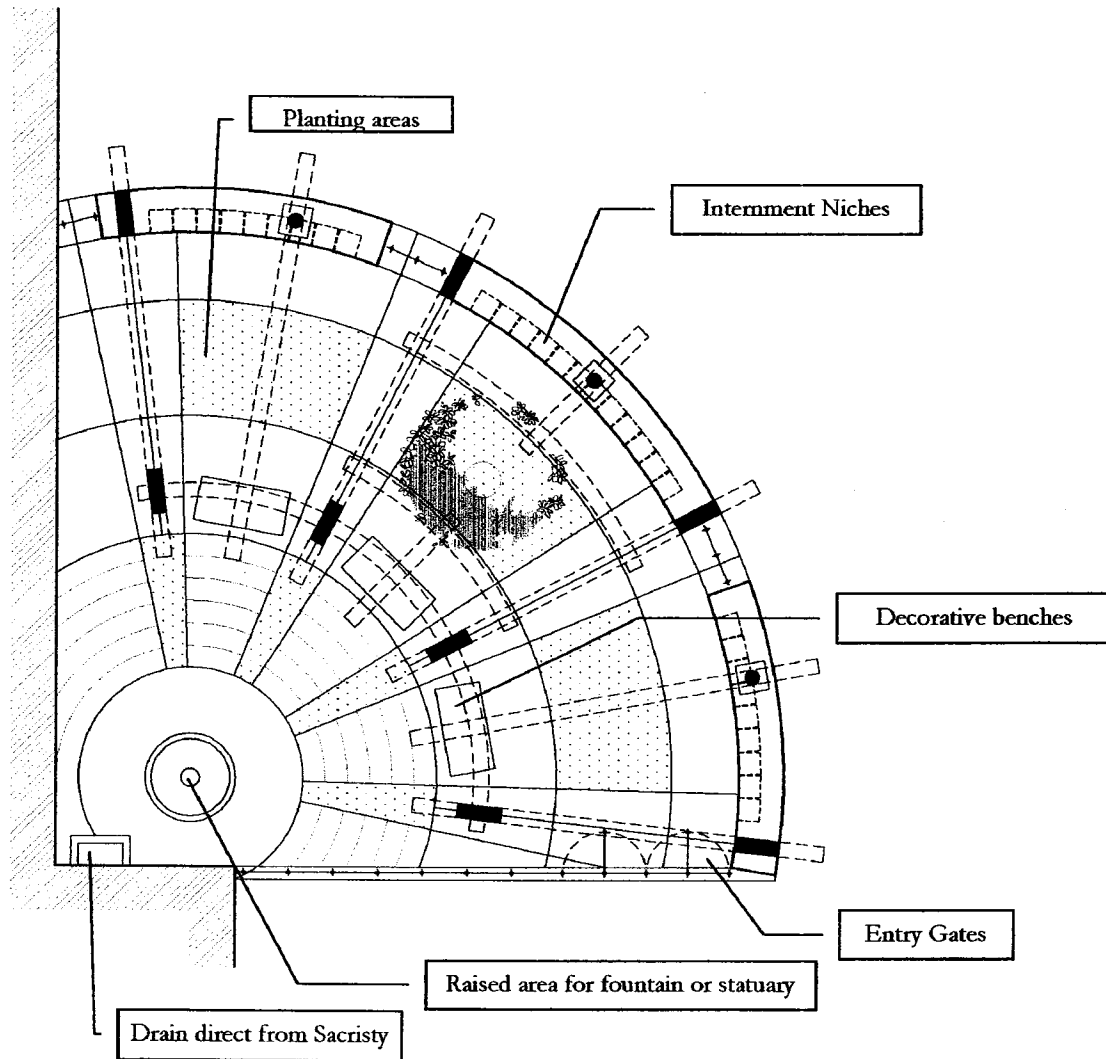 Planting areas
Internment Niches
Decorative benches
Entry Gates
Raised area for fountain or statuary
Drain direct from Sacristy